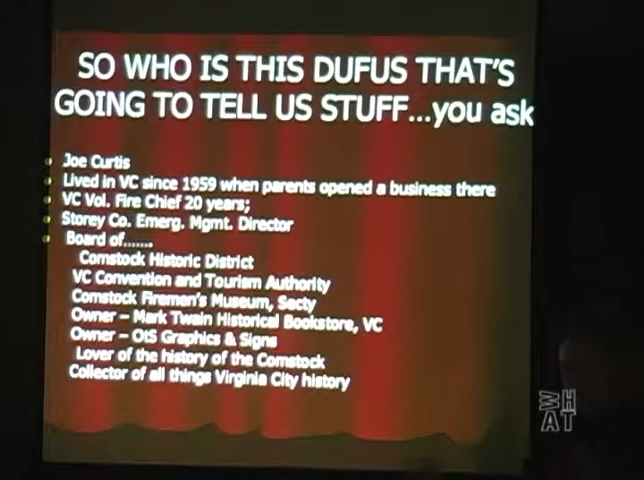 SO WHO IS THIS DUFUS THAT'S
GOING TO TELL US STUFF...you ask
Joe Curtis
Lived in VC since 1959 when parents opened a business there
VC Vol. Fire Chief 20 years;
Storey Co. Emerg. Mgmt. Director
Board of.......
Comstock Historic District
VC Convention and Tourism Authority
Comstock Firemen's Museum, Secty
Owner – Mark Twain Historical Bookstore, VC
Owner – OtS Graphics & Signs
Lover of the history of the Comstock
Collector of all things Virginia City history
WH
AT